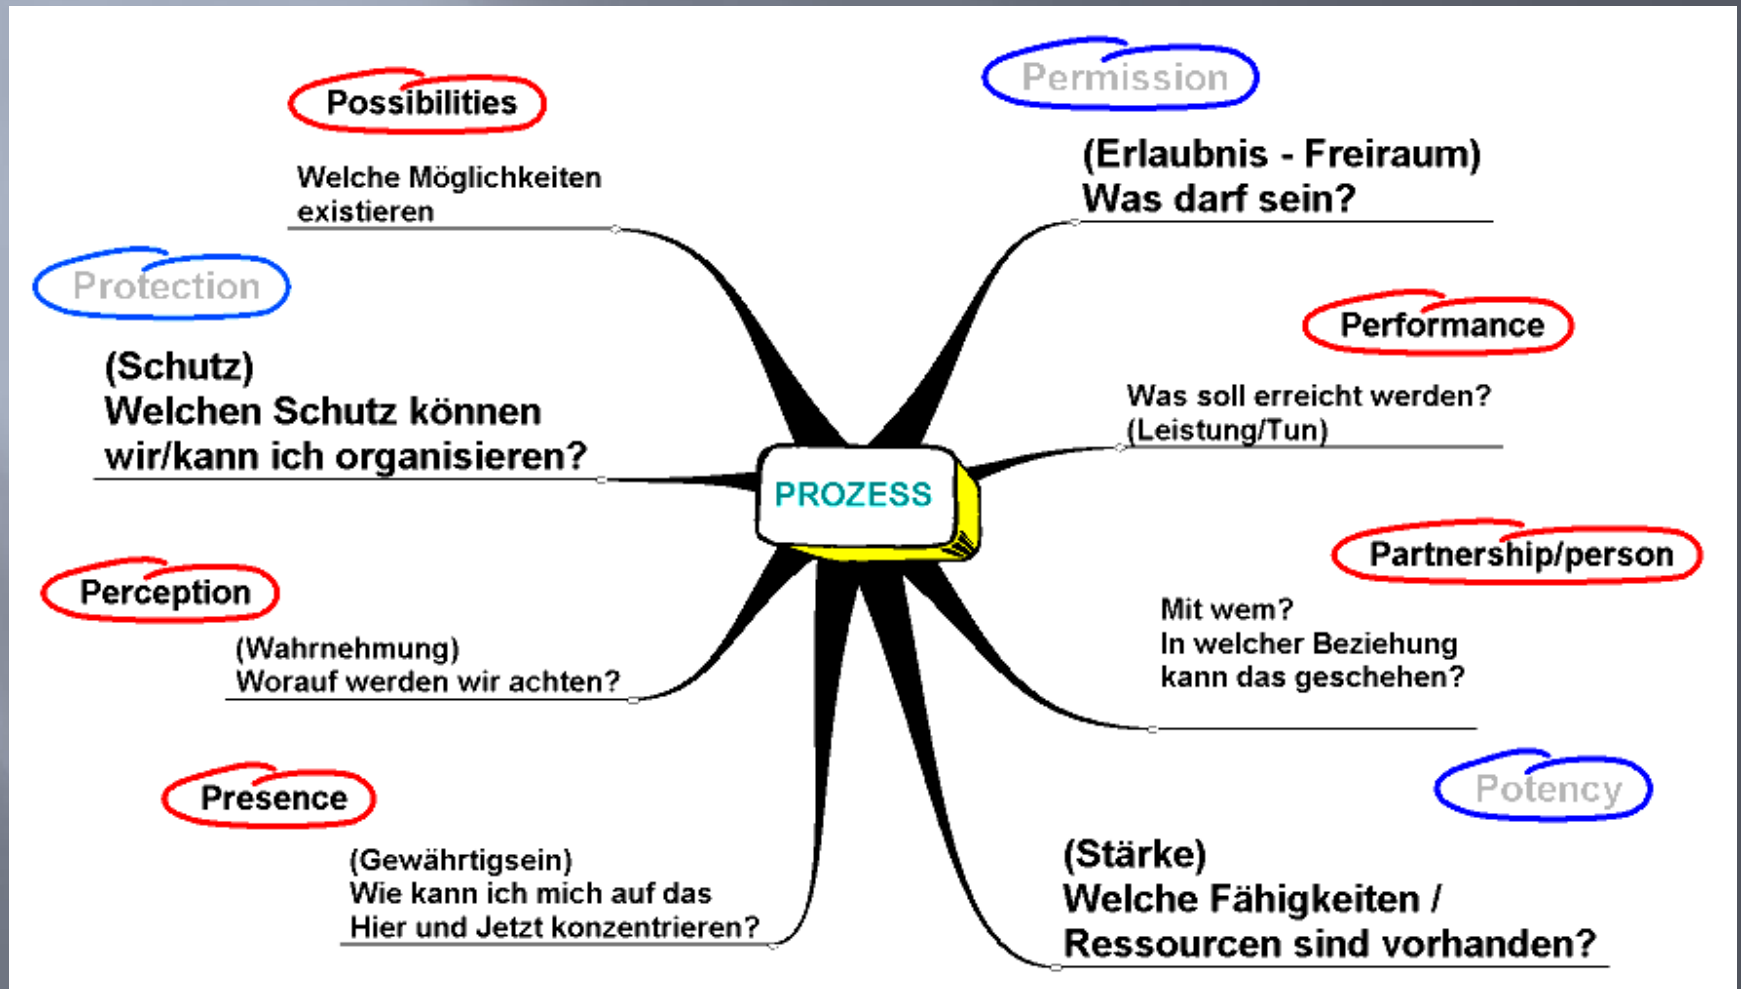 Possibilities
Welche Möglichkeiten
existieren
Permission
(Erlaubnis - Freiraum)
Was darf sein?
Protection
(Schutz)
Welchen Schutz können
wir/kann ich organisieren?
Performance
Was soll erreicht werden?
(Leistung/Tun)
PROZESS
Perception
(Wahrnehmung)
Worauf werden wir achten?
Partnership/person
Mit wem?
In welcher Beziehung
kann das geschehen?
Presence
(Gewährtigsein)
Wie kann ich mich auf das
Hier und Jetzt konzentrieren?
Potency
(Stärke)
Welche Fähigkeiten /
Ressourcen sind vorhanden?